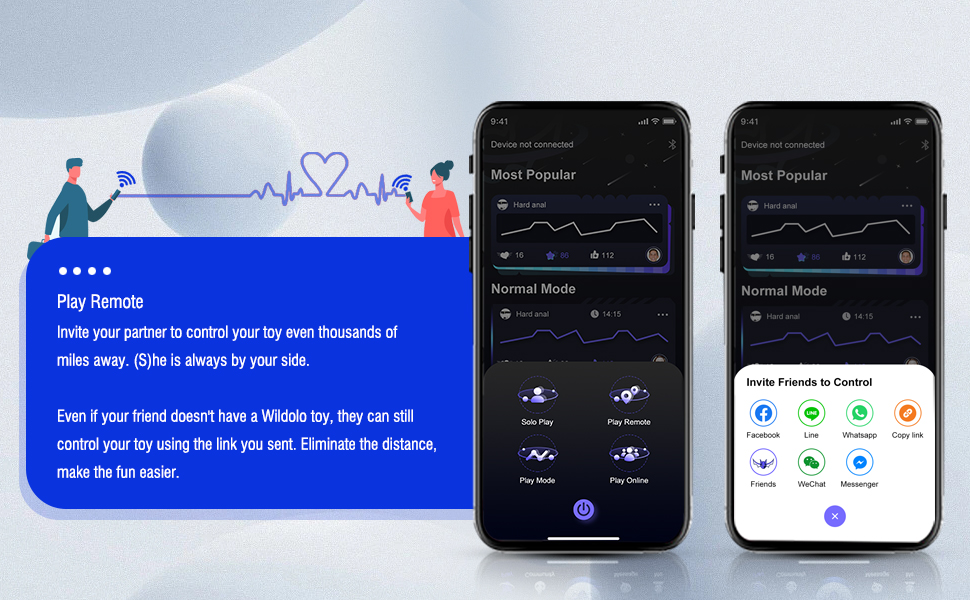 Play Remote
Invite your partner to control your toy even thousands of
miles away. (S)he is always by your side.
Even if your friend doesn't have a Wildolo toy, they can still
control your toy using the link you sent. Eliminate the distance,
make the fun easier.
9:41
Device not connected
Most Popular
Hard anal
16 86 112
Normal Mode
Hard anal 14:15
Solo Play Play Remote
Play Mode Play Online
9:41
Device not connected
Most Popular
Hard anal
16 86 112
Normal Mode
Hard anal 14:15
Invite Friends to Control
Facebook Line Whatsapp Copy link
Friends WeChat Messenger